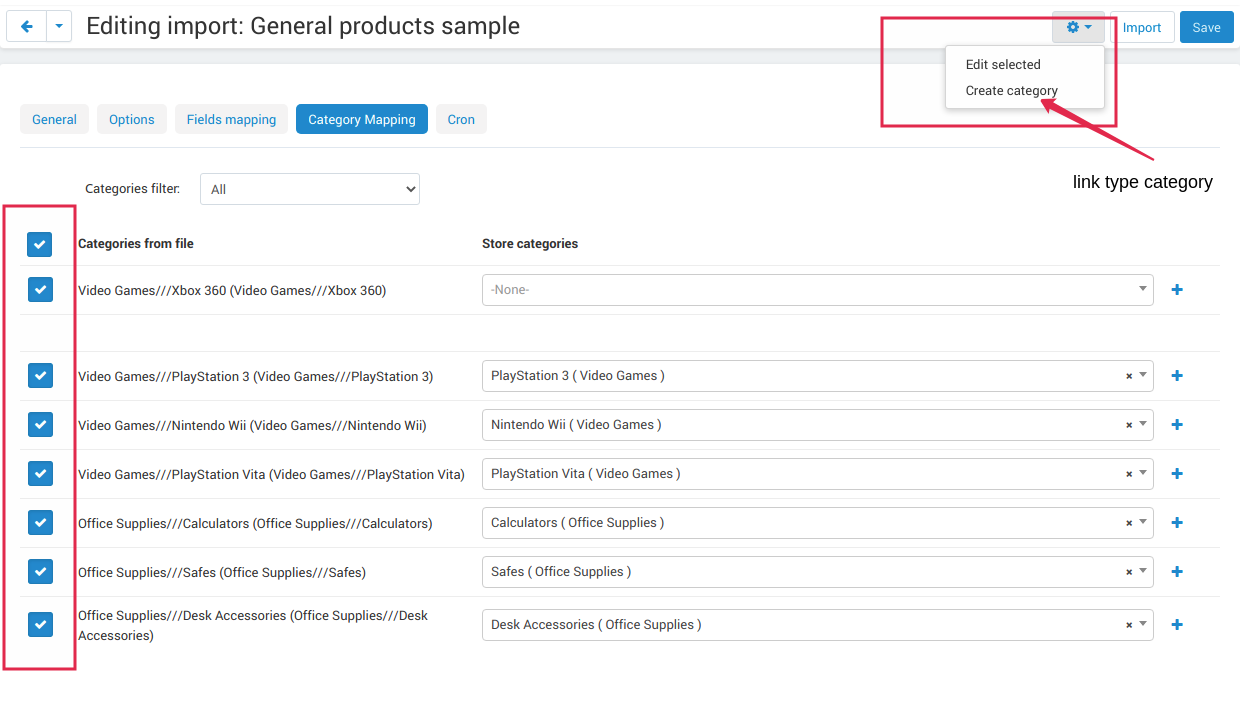 Editing import: General products sample
Import
Save
Edit selected
Create category
General
Options
Fields mapping
Category Mapping
Cron
link type category
Categories filter:
All
Categories from file
Store categories
Video Games///Xbox 360 (Video Games///Xbox 360)
-None-
Video Games///PlayStation 3 (Video Games///PlayStation 3)
PlayStation 3 ( Video Games )
Video Games///Nintendo Wii (Video Games///Nintendo Wii)
Nintendo Wii ( Video Games )
Video Games///PlayStation Vita (Video Games///PlayStation Vita)
PlayStation Vita ( Video Games )
Office Supplies///Calculators (Office Supplies///Calculators)
Calculators ( Office Supplies )
Office Supplies///Safes (Office Supplies///Safes)
Safes ( Office Supplies )
Office Supplies///Desk Accessories (Office Supplies///Desk
Accessories)
Desk Accessories ( Office Supplies )